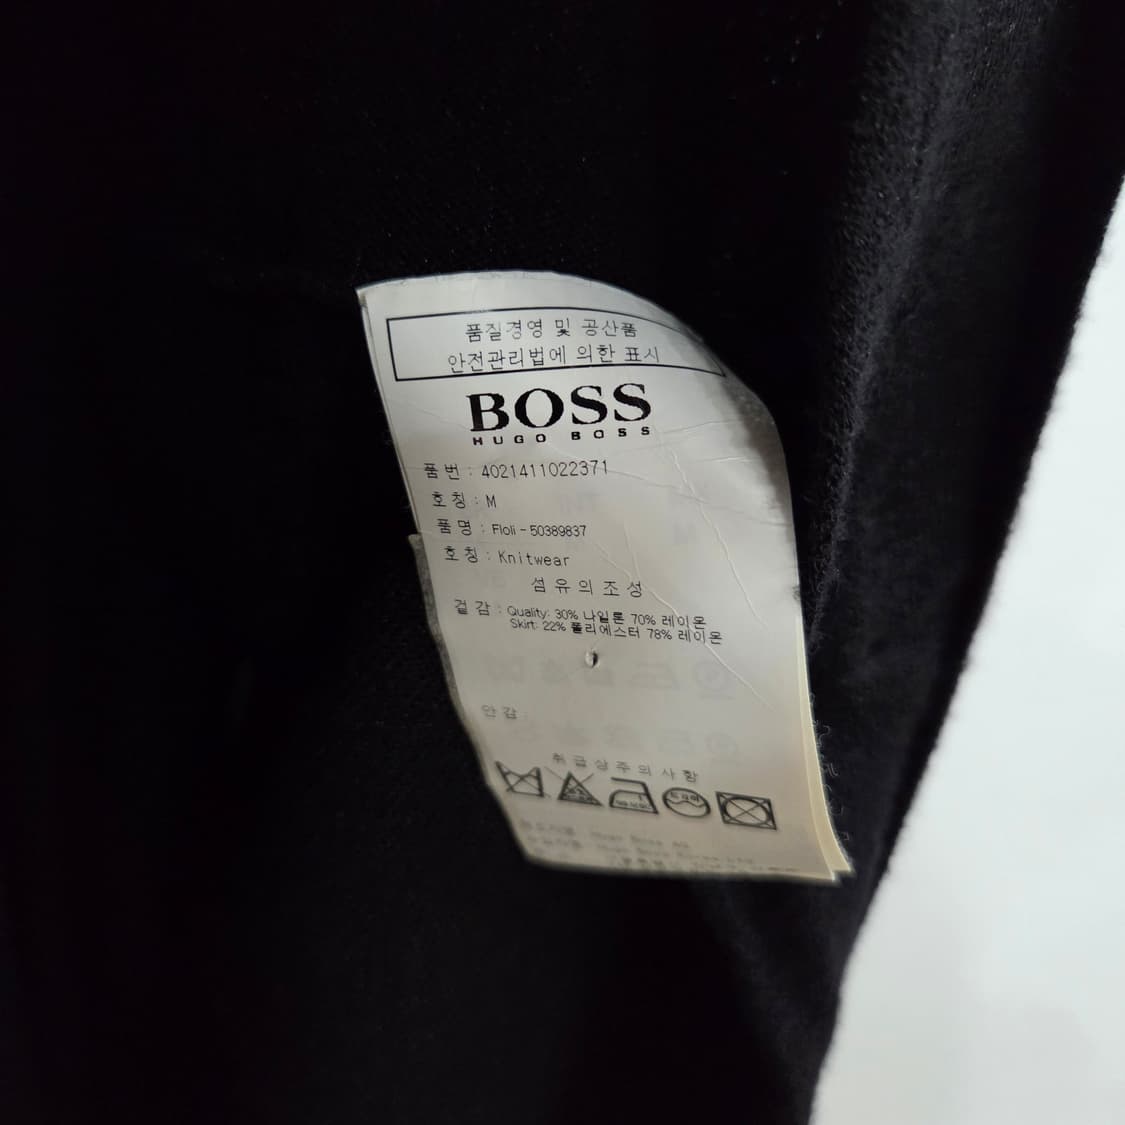 품질경영 및 공산품
안전관리법에 의한 표시
BOSS
HUGO BOSS
품번 : 4021411022371
호칭 : M
품명 : Floli - 50389837
호칭 : Knitwear
섬유의조성
겉감 : Quality: 30% 나일론 70% 레이온
Skirt: 22% 폴리에스터 78% 레이온
안감
취급상주의사항
드라이